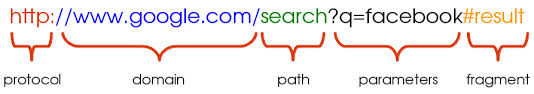 http://www.google.com/search?q=facebook#result
protocol domain path parameters fragment